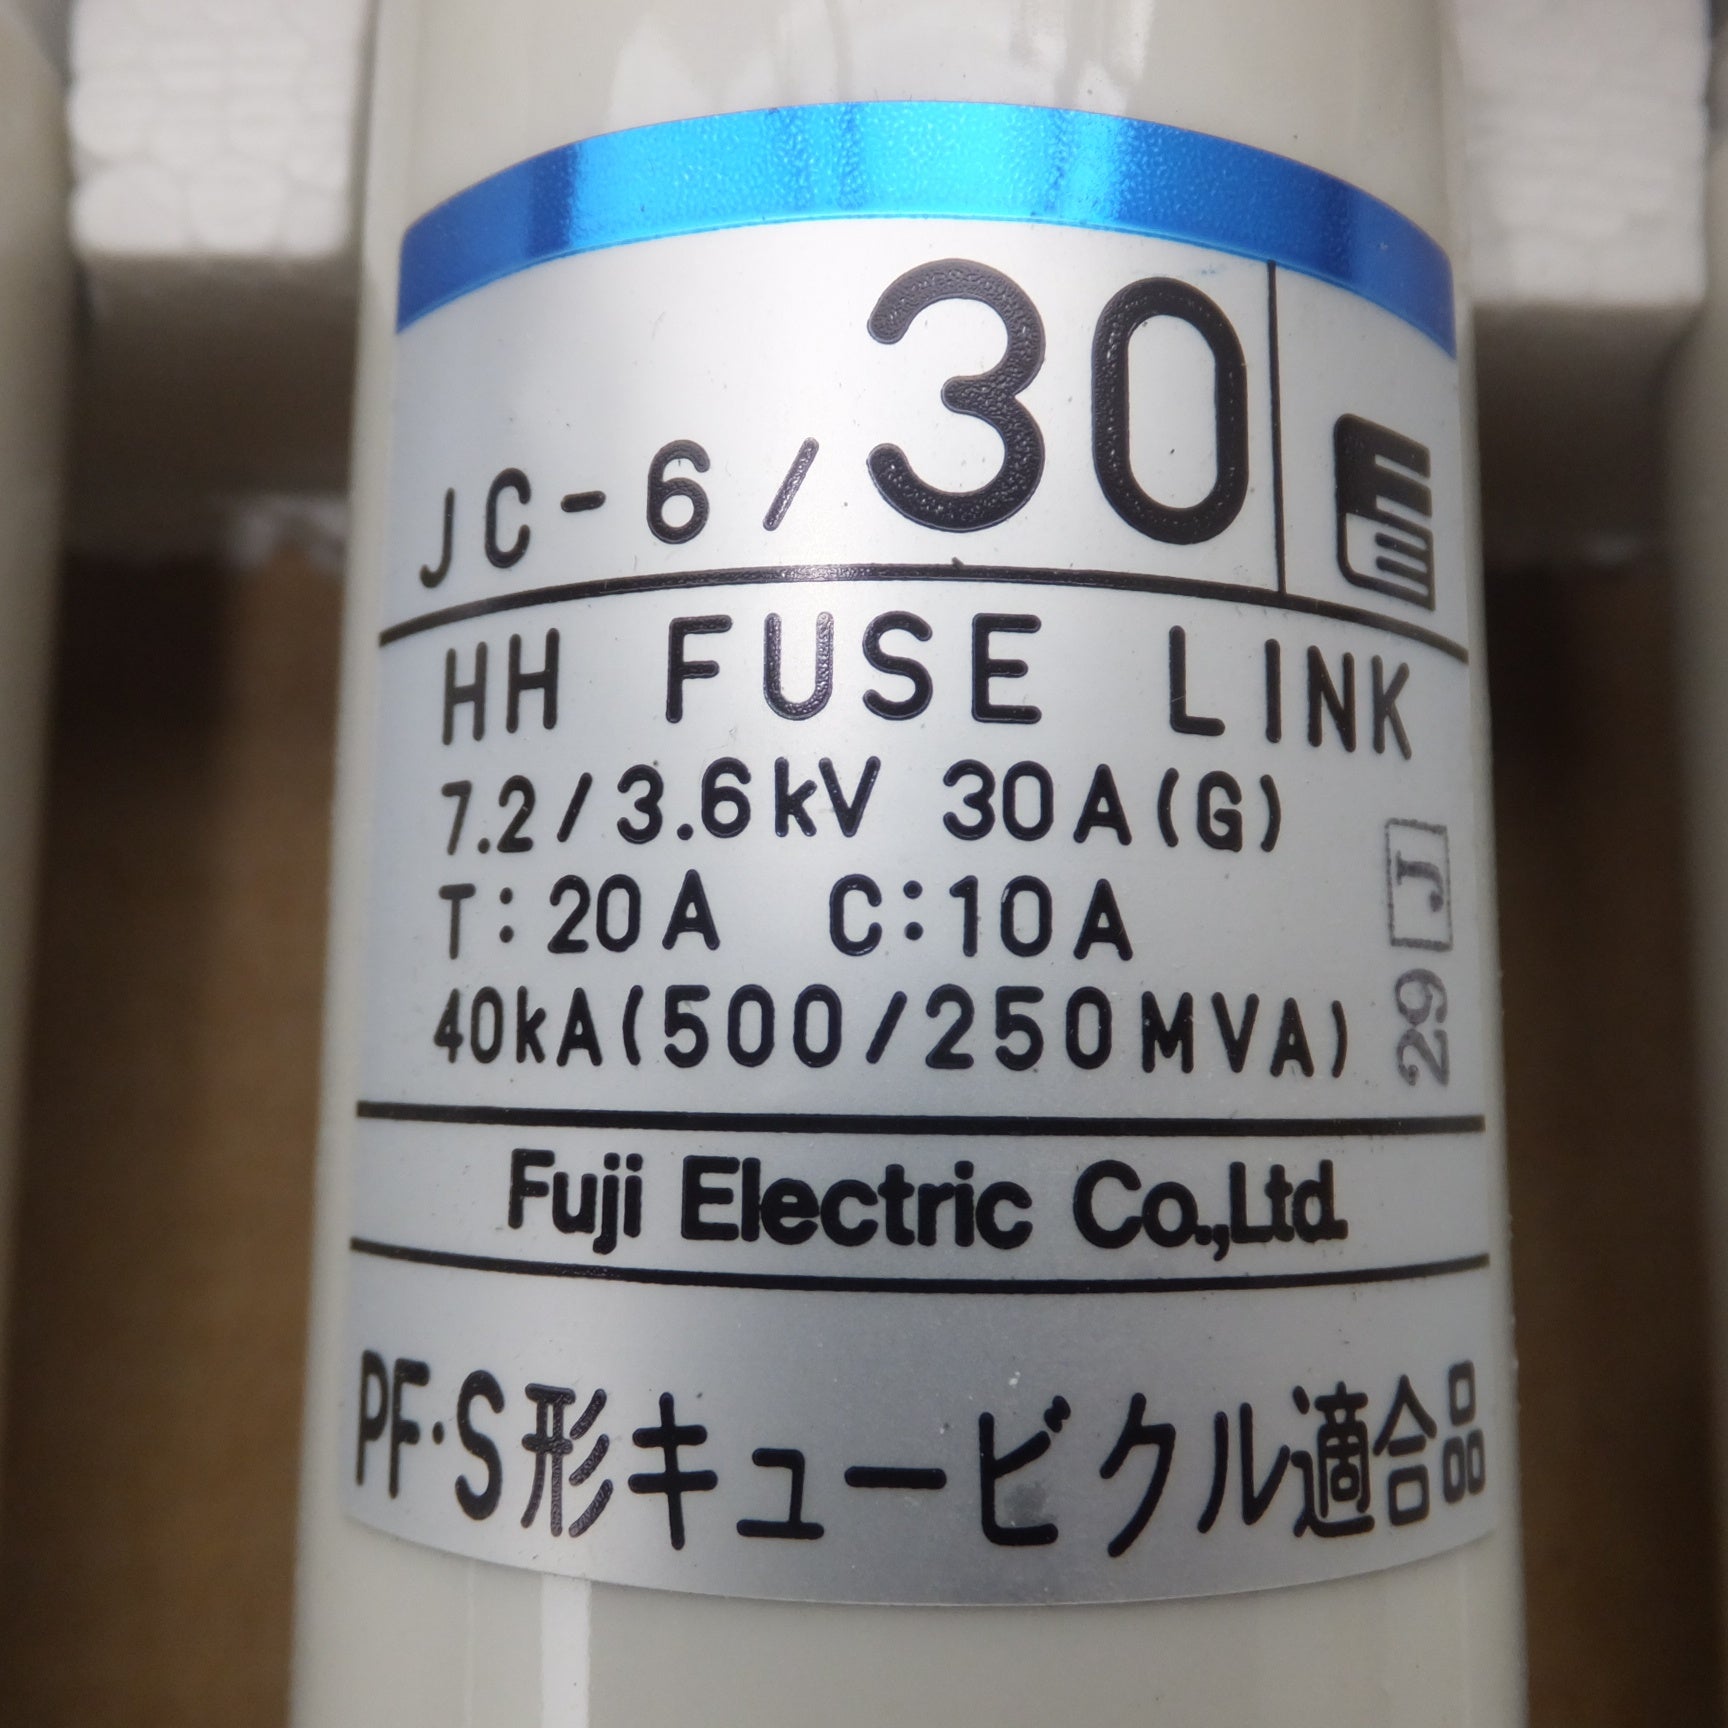 JC-6/30
HH FUSE LINK
7.2/3.6kV 30A(G)
T:20A C:10A
40kA(500/250MVA)
29 J
Fuji Electric Co.,Ltd.
PF·S形キュービクル適合品